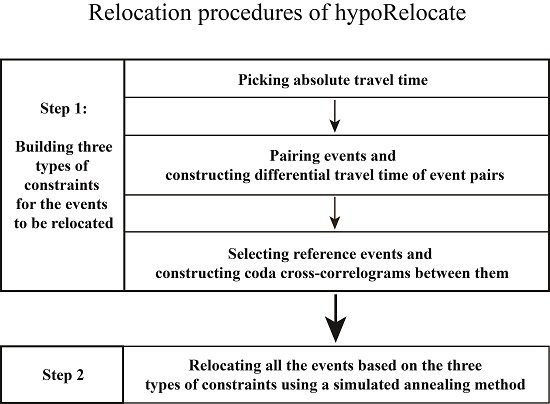 Relocation procedures of hypoRelocate
Step 1:
Building three
types of
constraints
for the events
to be relocated
Picking absolute travel time
Pairing events and
constructing differential travel time of event pairs
Selecting reference events and
constructing coda cross-correlograms between them
Step 2
Relocating all the events based on the three
types of constraints using a simulated annealing method